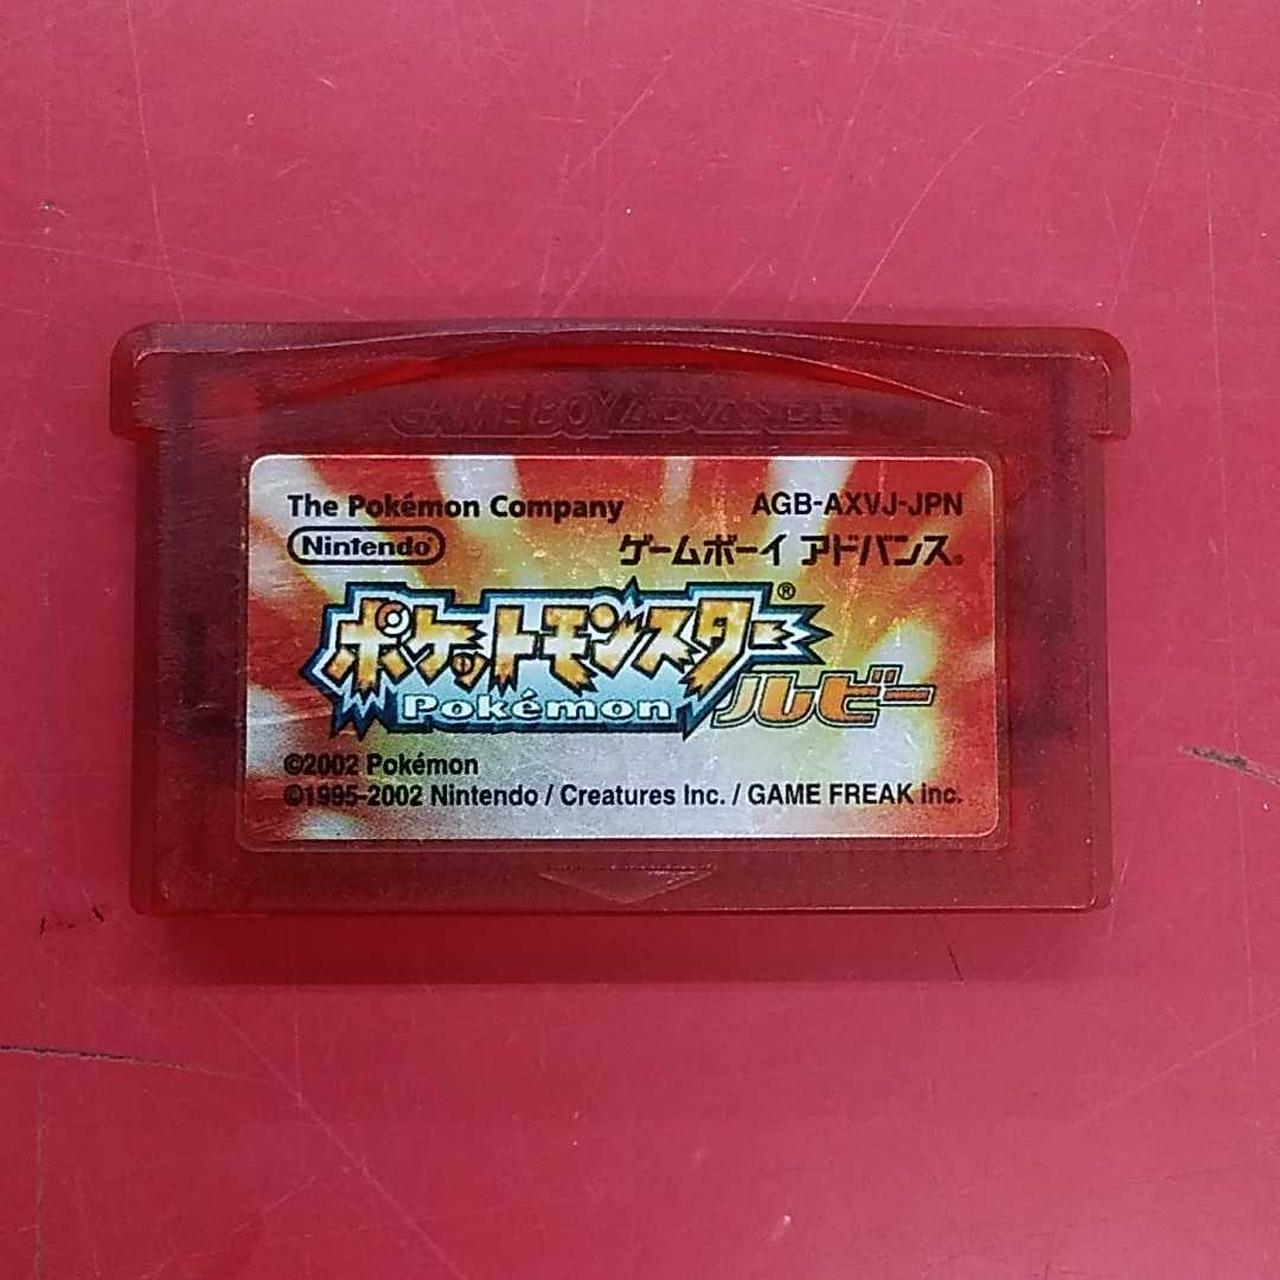 GAME BOY ADVANCE
The Pokémon Company AGB-AXVJ-JPN
Nintendo® ゲームボーイ アドバンス®
ポケットモンスター®
Pokémon ルビー
©2002 Pokémon
©1995-2002 Nintendo / Creatures Inc. / GAME FREAK inc.